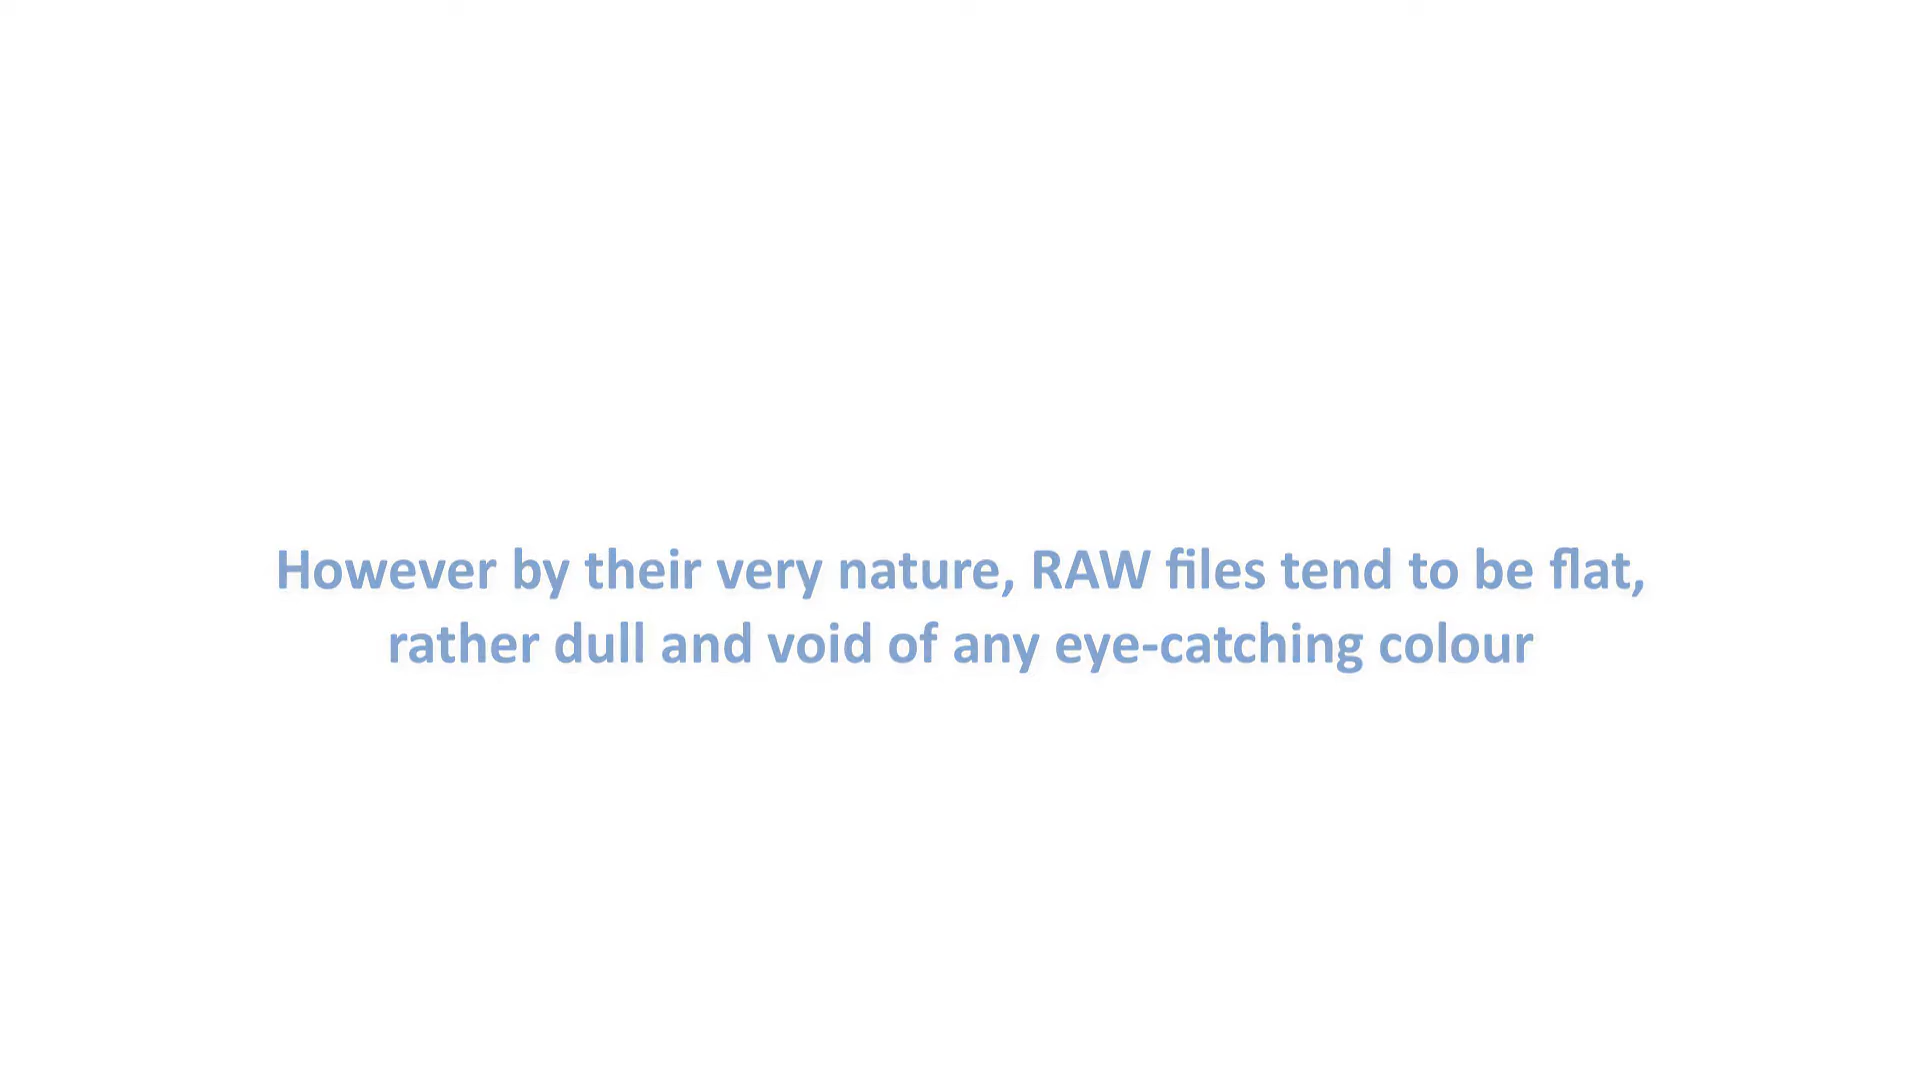 However by their very nature, RAW files tend to be flat,
rather dull and void of any eye-catching colour